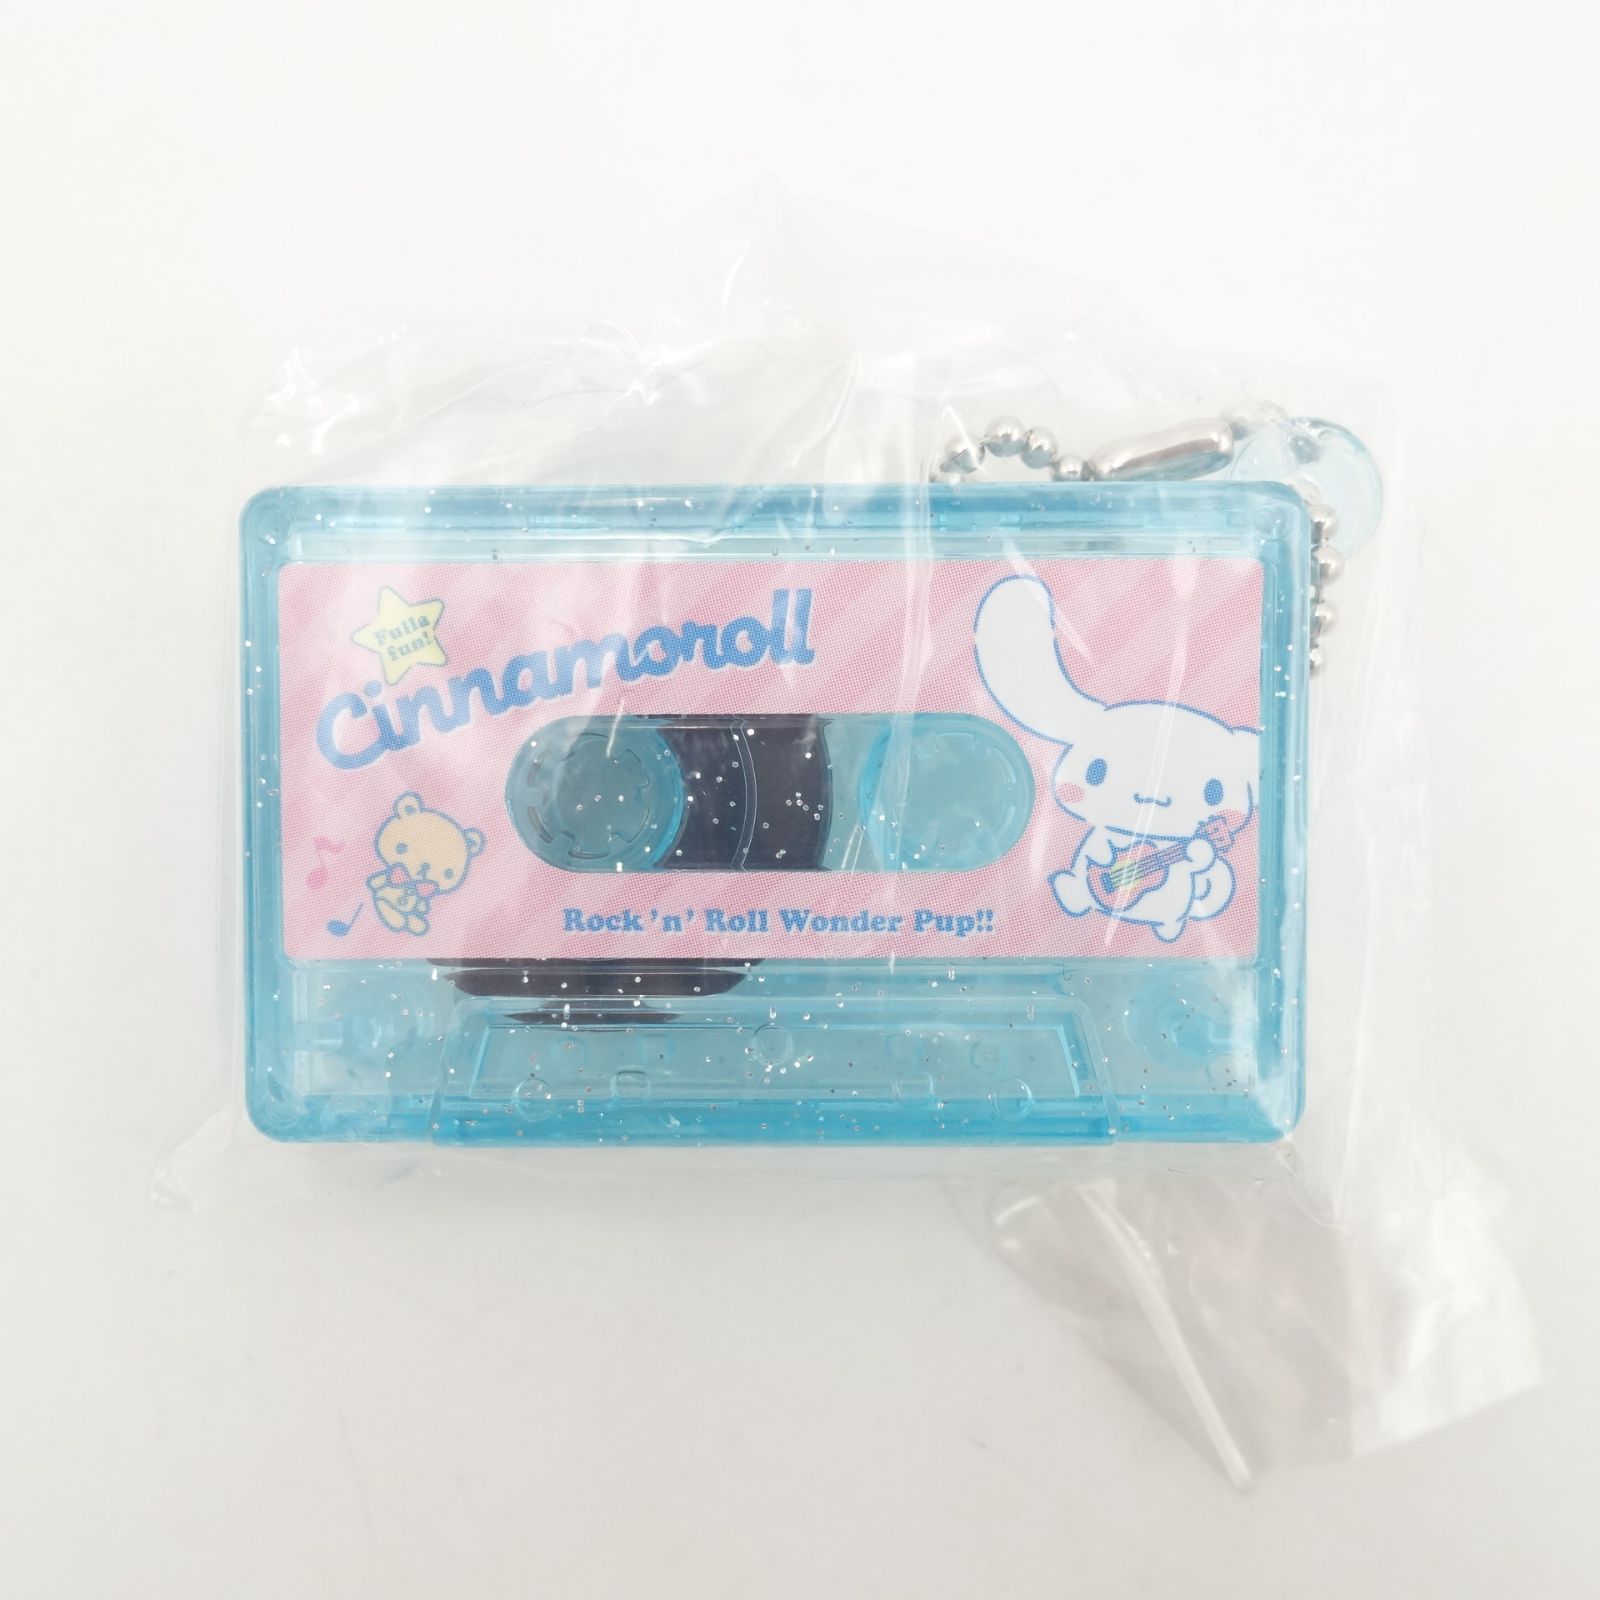 Fulla
fun!
Cinnamoroll
Rock 'n' Roll Wonder Pup!!